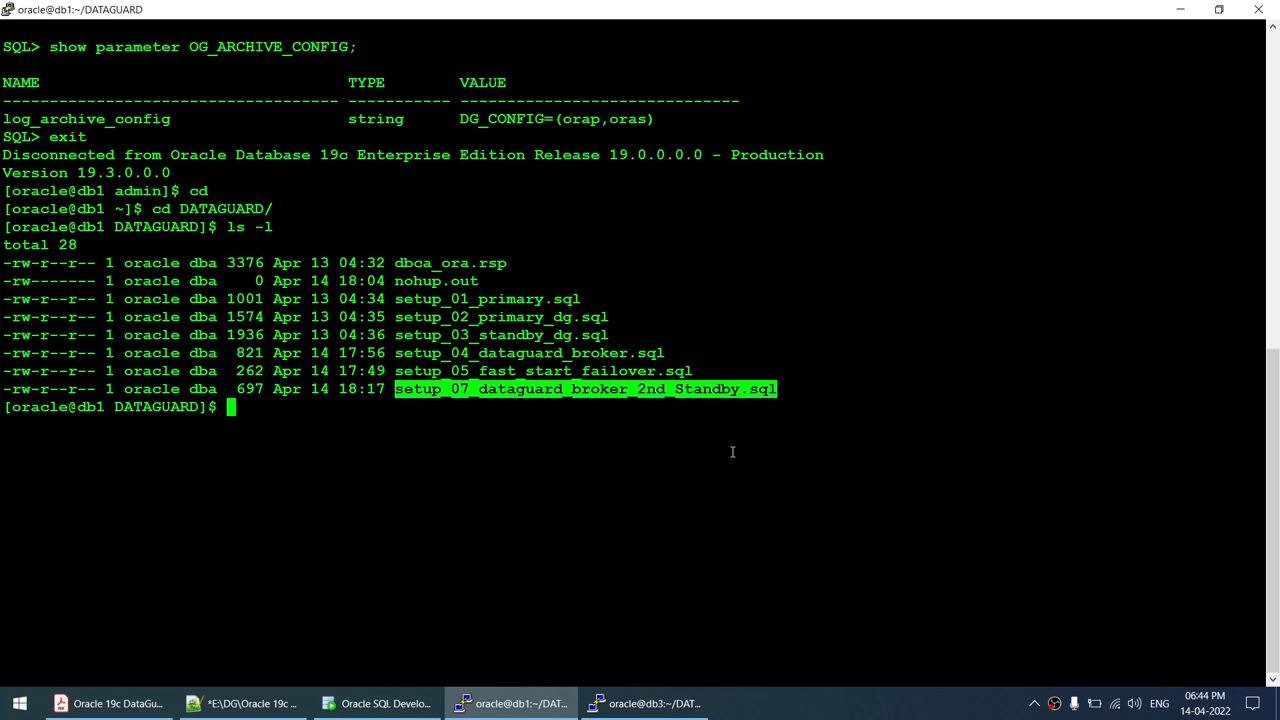 oracle@db1:~/DATAGUARD
SQL> show parameter OG_ARCHIVE_CONFIG;
NAME                                 TYPE        VALUE
------------------------------------ ----------- ------------------------------
log_archive_config                   string      DG_CONFIG=(orap,oras)
SQL> exit
Disconnected from Oracle Database 19c Enterprise Edition Release 19.0.0.0.0 - Production
Version 19.3.0.0.0
[oracle@db1 admin]$ cd
[oracle@db1 ~]$ cd DATAGUARD/
[oracle@db1 DATAGUARD]$ ls -l
total 28
-rw-r--r-- 1 oracle dba 3376 Apr 13 04:32 dbca_ora.rsp
-rw------- 1 oracle dba    0 Apr 14 18:04 nohup.out
-rw-r--r-- 1 oracle dba 1001 Apr 13 04:34 setup_01_primary.sql
-rw-r--r-- 1 oracle dba 1574 Apr 13 04:35 setup_02_primary_dg.sql
-rw-r--r-- 1 oracle dba 1936 Apr 13 04:36 setup_03_standby_dg.sql
-rw-r--r-- 1 oracle dba  821 Apr 14 17:56 setup_04_dataguard_broker.sql
-rw-r--r-- 1 oracle dba  262 Apr 14 17:49 setup_05_fast_start_failover.sql
-rw-r--r-- 1 oracle dba  697 Apr 14 18:17 setup_07_dataguard_broker_2nd_Standby.sql
[oracle@db1 DATAGUARD]$
Oracle 19c DataGu...
*E:\DG\Oracle 19c ...
Oracle SQL Develo...
oracle@db1:~/DAT...
oracle@db3:~/DAT...
ENG
06:44 PM
14-04-2022